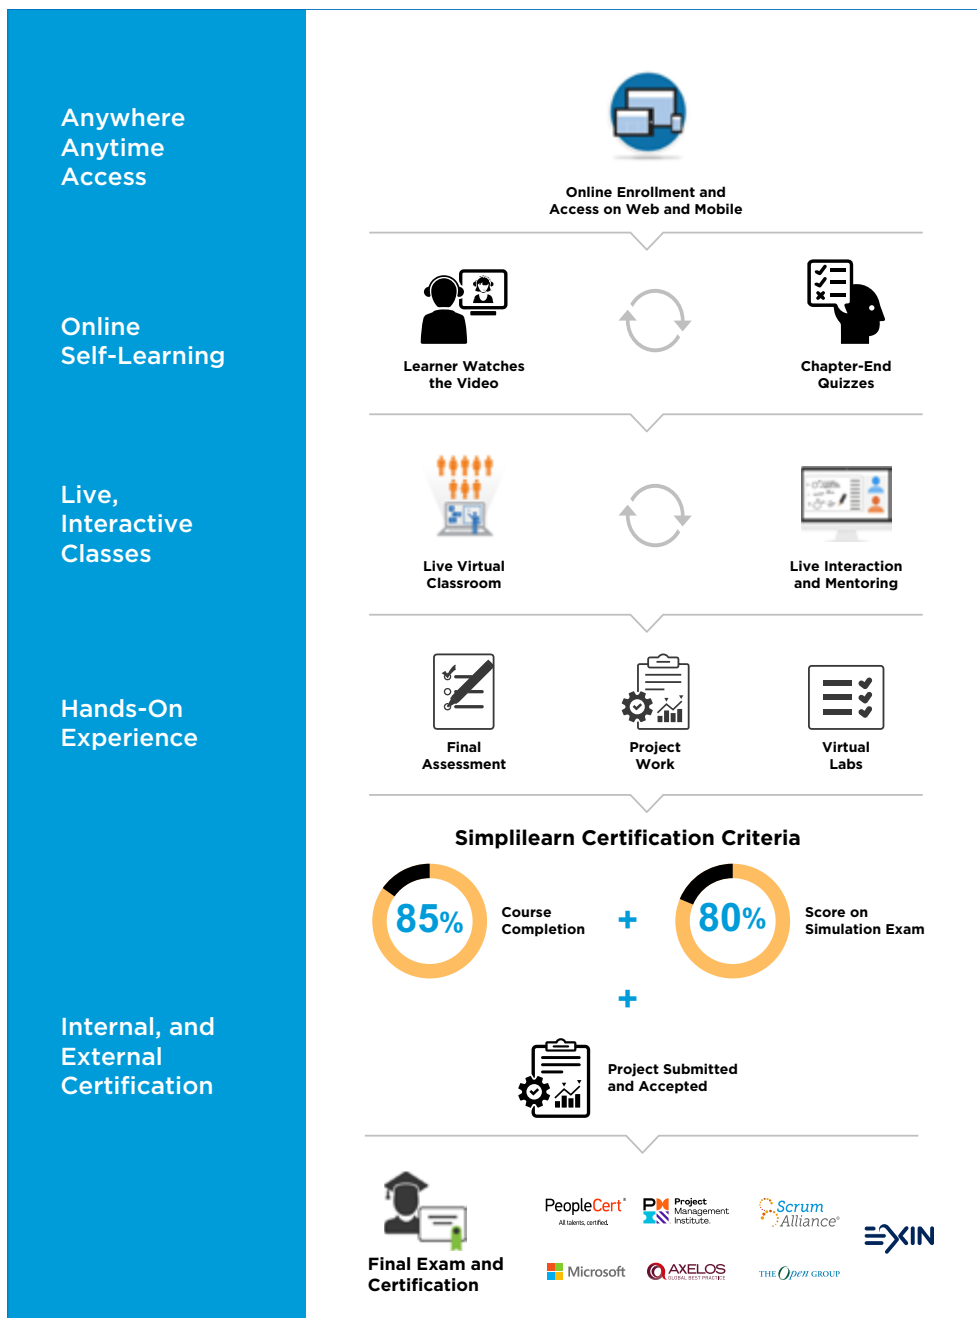 Anywhere
Anytime
Access
Online Enrollment and
Access on Web and Mobile
Online
Self-Learning
Learner Watches
the Video
Chapter-End
Quizzes
Live,
Interactive
Classes
Live Virtual
Classroom
Live Interaction
and Mentoring
Hands-On
Experience
Final
Assessment
Project
Work
Virtual
Labs
Internal, and
External
Certification
Simplilearn Certification Criteria
85%
Course
Completion
+
80%
Score on
Simulation Exam
+
Project Submitted
and Accepted
Final Exam and
Certification
PeopleCert®
All talents, certified.
Project
Management
Institute.
Scrum
Alliance®
EXIN
Microsoft
AXELOS
GLOBAL BEST PRACTICE
THE Open GROUP